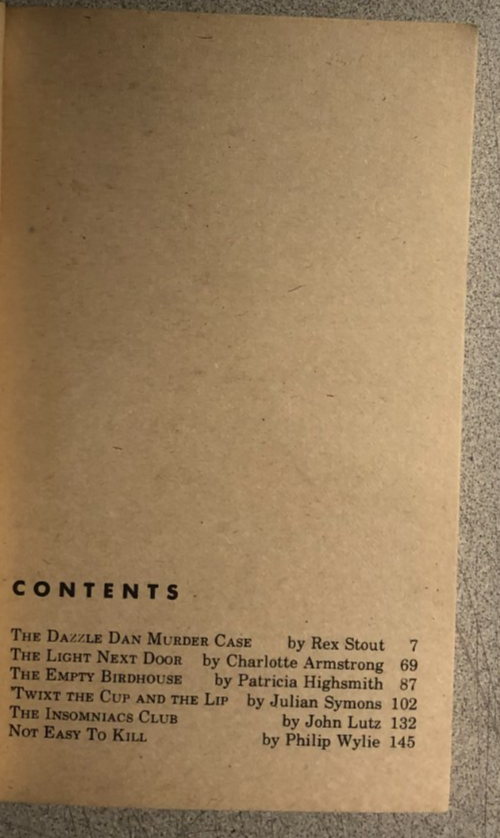 CONTENTS
The Dazzle Dan Murder Case by Rex Stout 7
The Light Next Door by Charlotte Armstrong 69
The Empty Birdhouse by Patricia Highsmith 87
'Twixt the Cup and the Lip by Julian Symons 102
The Insomniacs Club by John Lutz 132
Not Easy To Kill by Philip Wylie 145